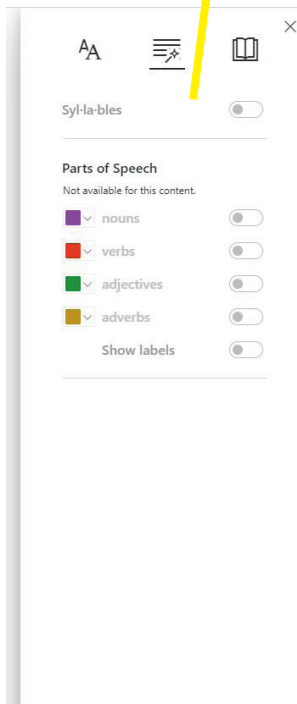 AA
Syl·la·bles
Parts of Speech
Not available for this content.
nouns
verbs
adjectives
adverbs
Show labels